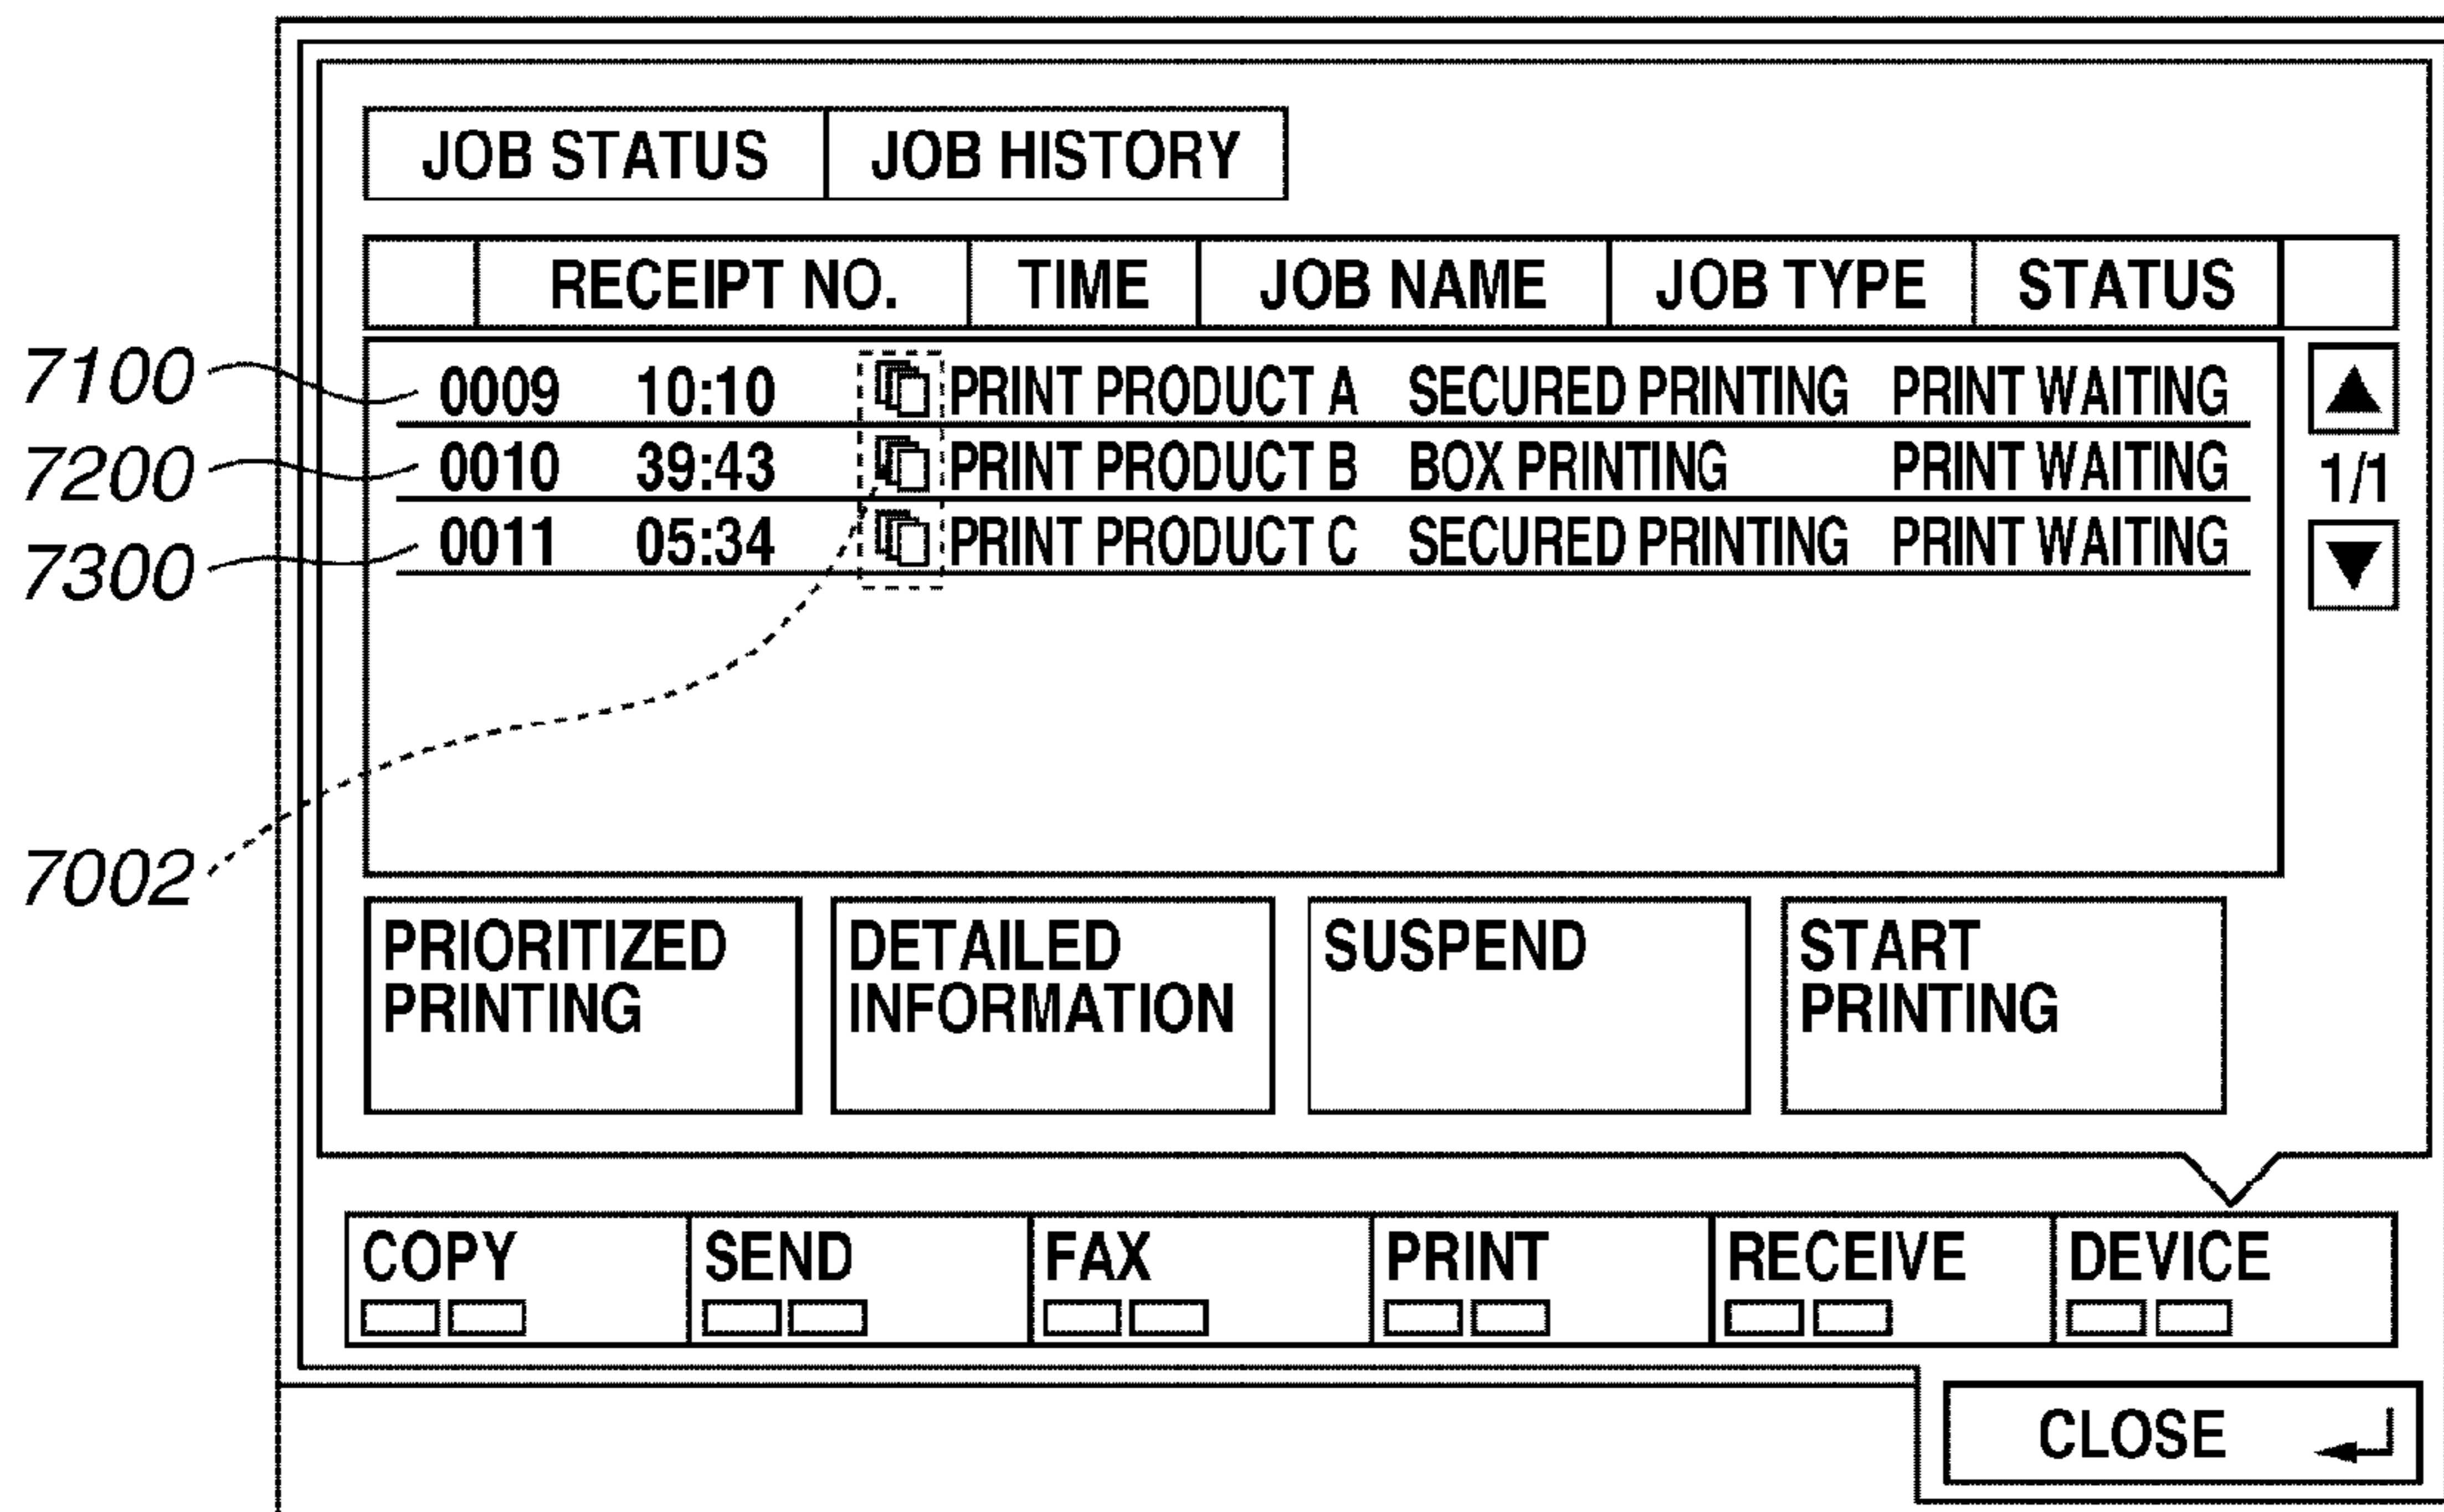 JOB STATUS JOB HISTORY
RECEIPT NO. TIME JOB NAME JOB TYPE STATUS
7100 0009 10:10 PRINT PRODUCT A SECURED PRINTING PRINT WAITING
7200 0010 39:43 PRINT PRODUCT B BOX PRINTING PRINT WAITING 1/1
7300 0011 05:34 PRINT PRODUCT C SECURED PRINTING PRINT WAITING
7002
PRIORITIZED PRINTING
DETAILED INFORMATION
SUSPEND
START PRINTING
COPY SEND FAX PRINT RECEIVE DEVICE
CLOSE